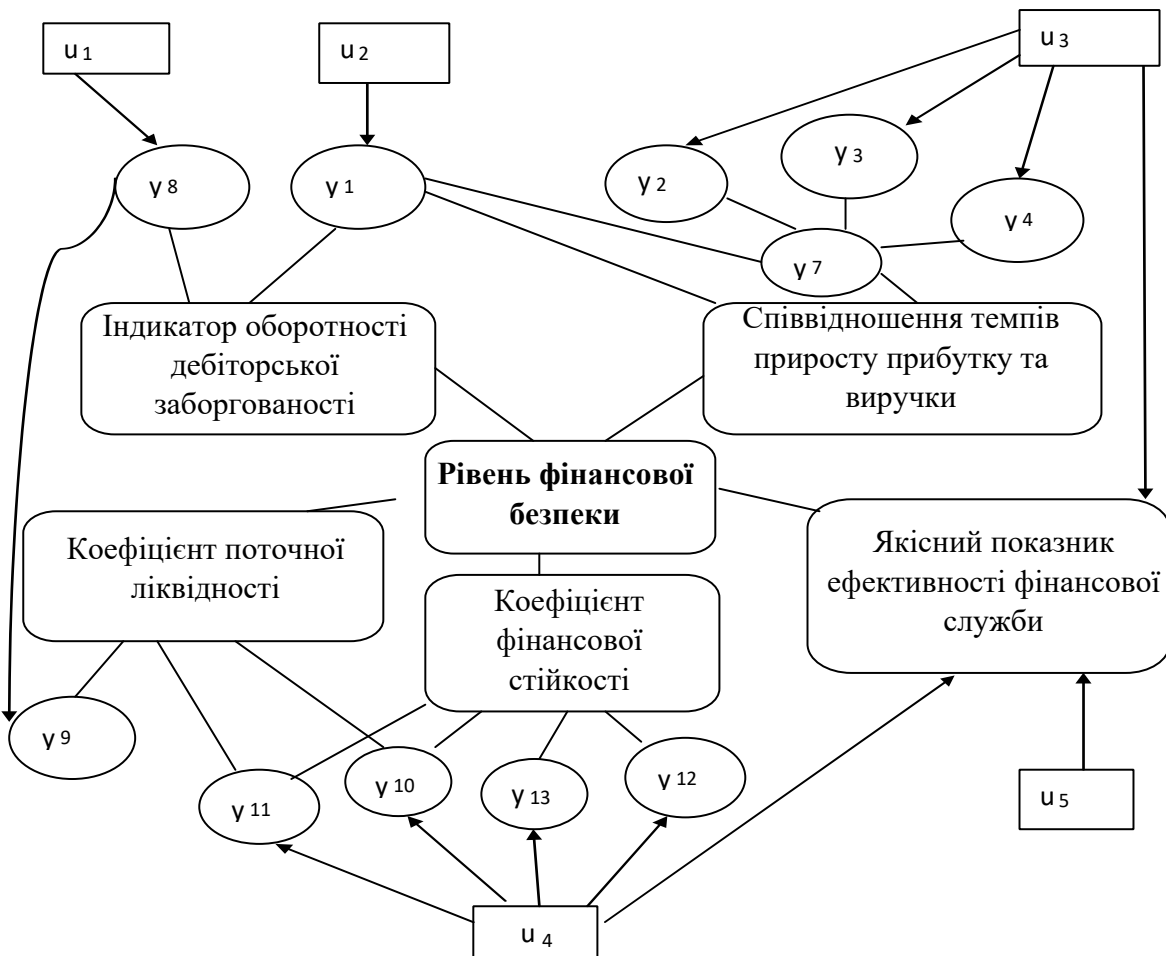 u 1
u 2
u 3
y 8
y 1
y 2
y 3
y 4
y 7
Індикатор оборотності
дебіторської
заборгованості
Співвідношення темпів
приросту прибутку та
виручки
Рівень фінансової
безпеки
Коефіцієнт поточної
ліквідності
Коефіцієнт
фінансової
стійкості
Якісний показник
ефективності фінансової
служби
y 9
y 11
y 10
y 13
y 12
u 5
u 4